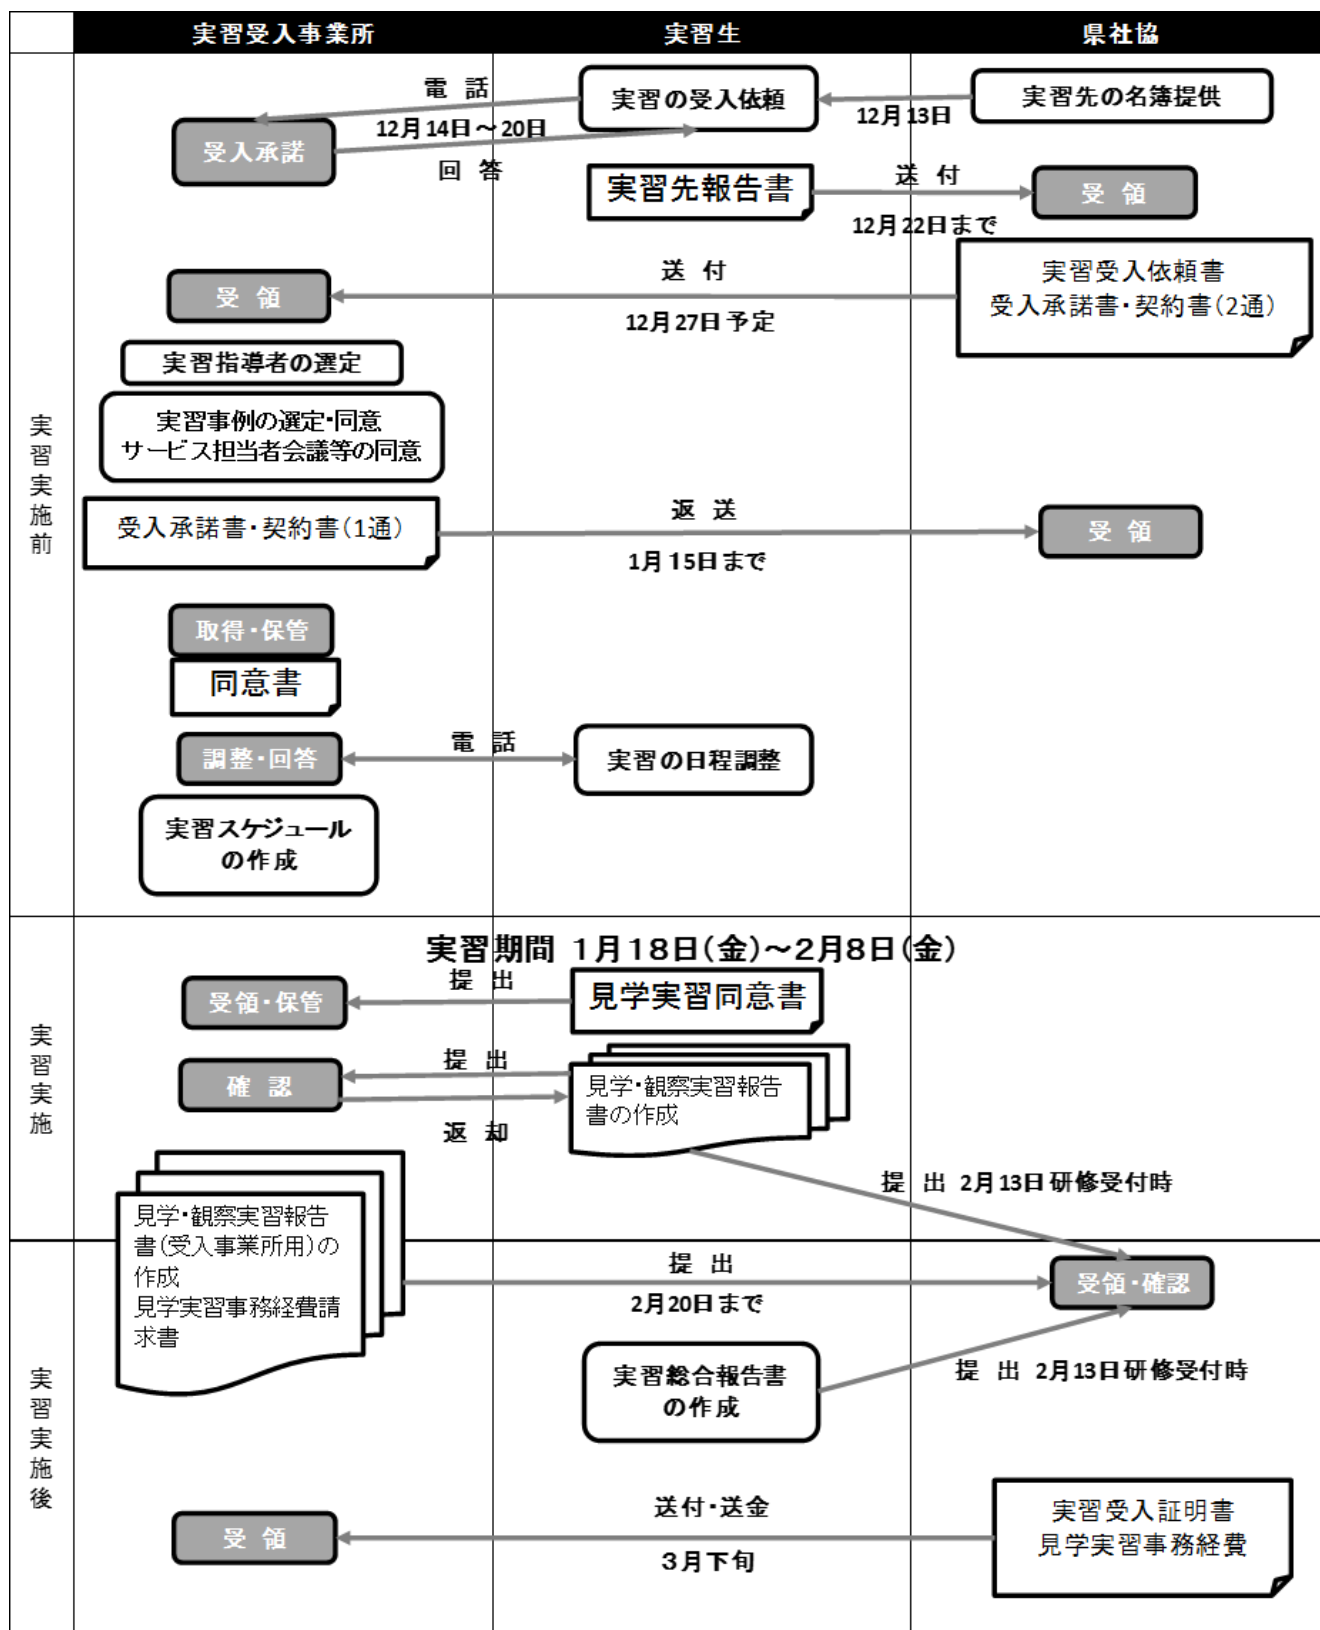 実習受入事業所
実習生
県社協
実習実施前
電 話
実習の受入依頼
実習先の名簿提供
12月13日
12月14日～20日
受入承諾
回 答
実習先報告書
送 付
受 領
12月22日まで
送 付
実習受入依頼書
受入承諾書・契約書(2通)
受 領
12月27日予定
実習指導者の選定
実習事例の選定・同意
サービス担当者会議等の同意
受入承諾書・契約書(1通)
返 送
受 領
1月15日まで
取得・保管
同意書
調整・回答
電 話
実習の日程調整
実習スケジュール
の作成
実習実施
実習期間 1月18日(金)～2月8日(金)
提 出
受領・保管
見学実習同意書
提 出
確 認
見学・観察実習報告
書の作成
返 却
提 出 2月13日研修受付時
見学・観察実習報告
書(受入事業所用)の
作成
見学実習事務経費請
求書
実習実施後
提 出
受領・確認
2月20日まで
実習総合報告書
の作成
提 出 2月13日研修受付時
送付・送金
実習受入証明書
見学実習事務経費
受 領
3月下旬